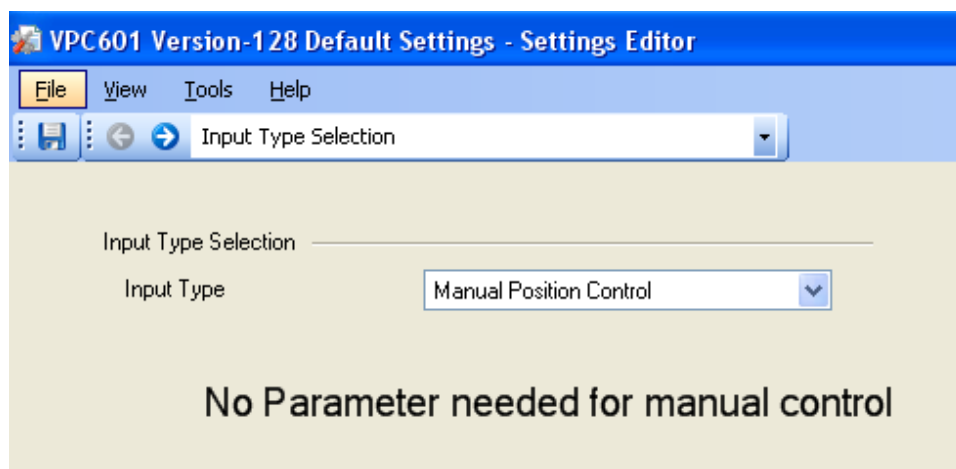 VPC601 Version-128 Default Settings - Settings Editor
File View Tools Help
Input Type Selection
Input Type Selection
Input Type Manual Position Control
No Parameter needed for manual control